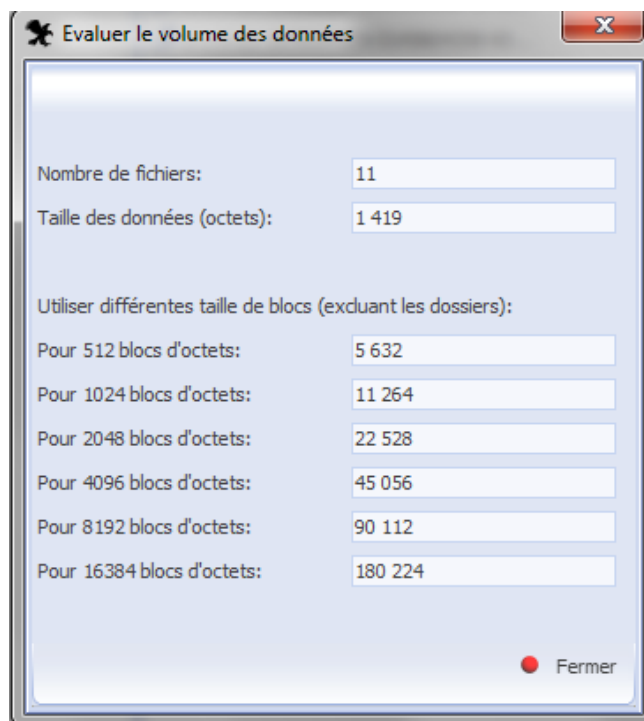 Evaluer le volume des données
Nombre de fichiers: 11
Taille des données (octets): 1 419
Utiliser différentes taille de blocs (excluant les dossiers):
Pour 512 blocs d'octets: 5 632
Pour 1024 blocs d'octets: 11 264
Pour 2048 blocs d'octets: 22 528
Pour 4096 blocs d'octets: 45 056
Pour 8192 blocs d'octets: 90 112
Pour 16384 blocs d'octets: 180 224
Fermer